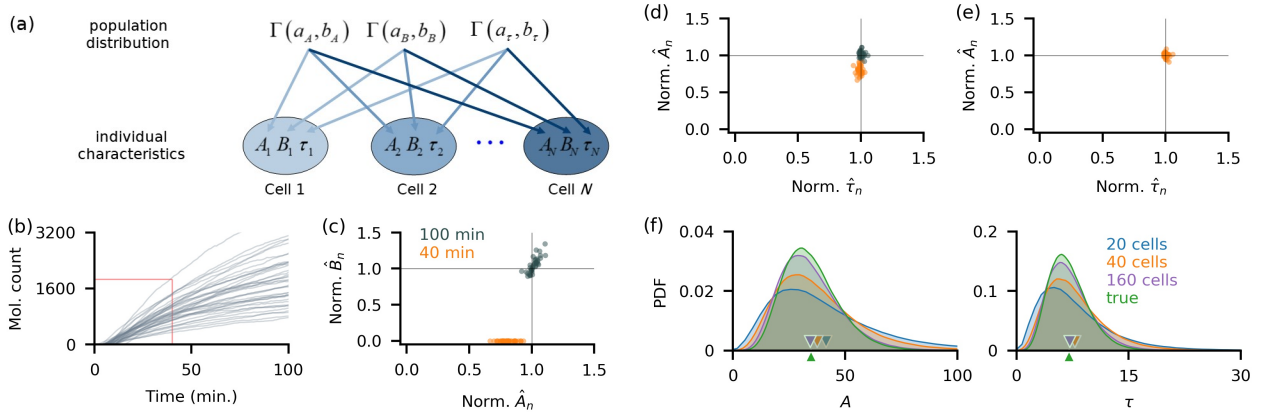 (a)
population
distribution
Γ(a_A, b_A) Γ(a_B, b_B) Γ(a_τ, b_τ)
individual
characteristics
A_1 B_1 τ_1
A_2 B_2 τ_2
...
A_N B_N τ_N
Cell 1
Cell 2
Cell N
(b)
Mol. count
3200
1600
0
0
50
100
Time (min.)
(c)
100 min
40 min
Norm. B̂_n
1.5
1.0
0.5
0.0
0.0
0.5
1.0
1.5
Norm. Â_n
(d)
Norm. Â_n
1.5
1.0
0.5
0.0
0.0
0.5
1.0
1.5
Norm. τ̂_n
(e)
Norm. Â_n
1.5
1.0
0.5
0.0
0.0
0.5
1.0
1.5
Norm. τ̂_n
(f)
PDF
0.04
0.02
0
0
50
100
A
0.2
0.1
0
0
15
30
τ
20 cells
40 cells
160 cells
true